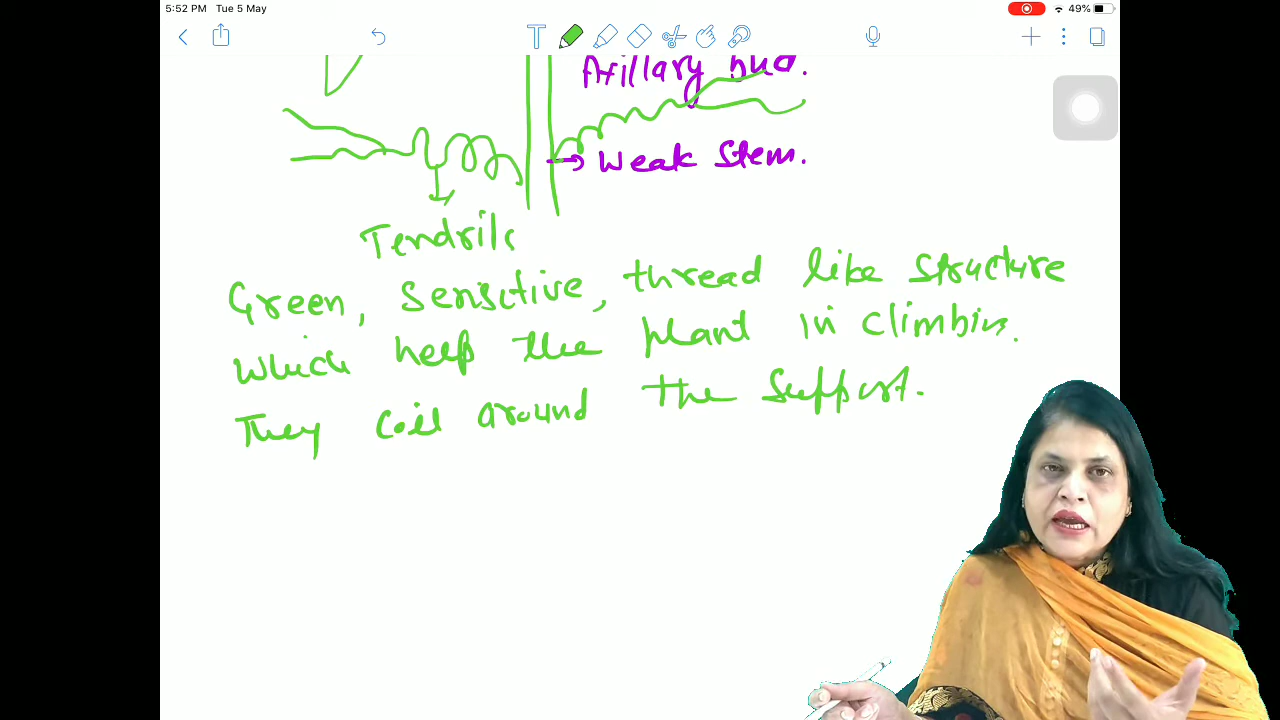 5:52 PM Tue 5 May
49%
T
Axillary bud.
Weak Stem.
Tendrils
Green, Sensitive, thread like structure
which help the plant in climbing.
They coil around the Support.